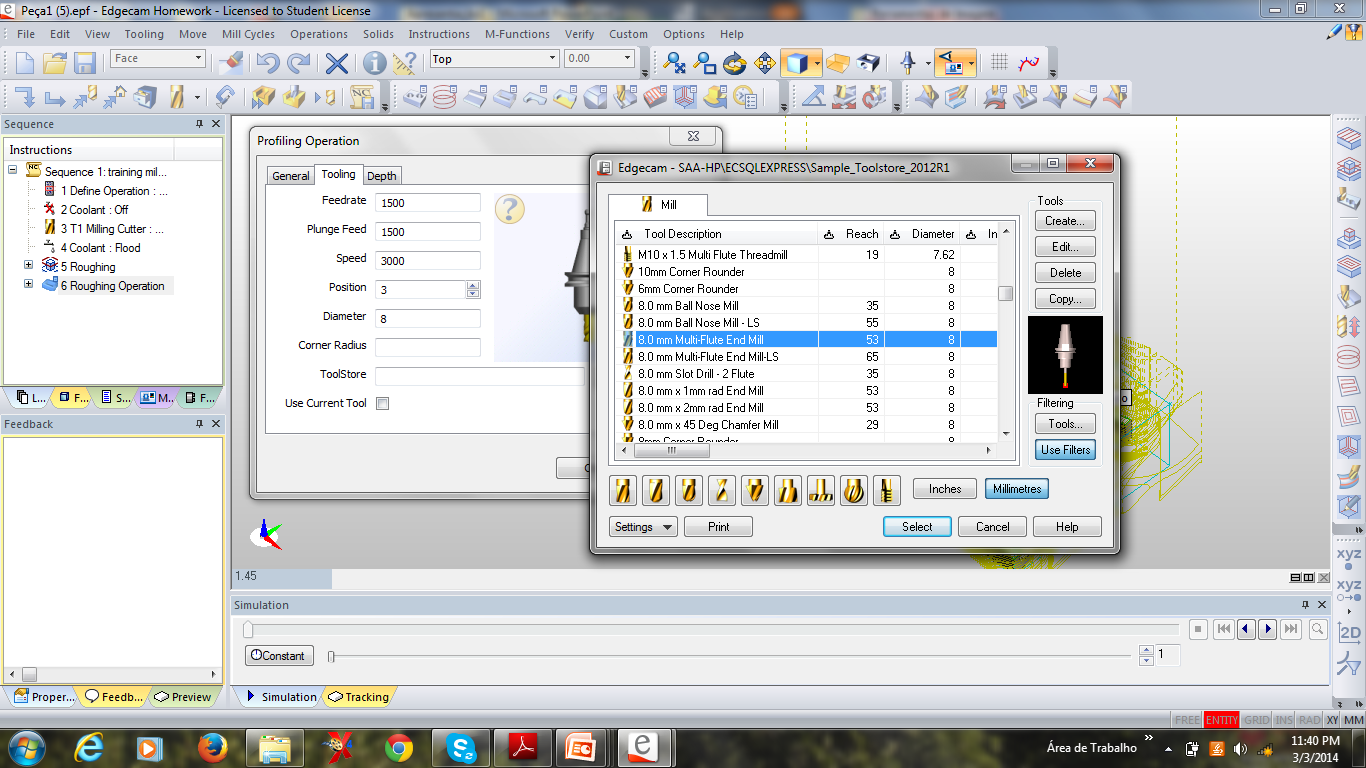 Peça1 (5).epf - Edgecam Homework - Licensed to Student License
File Edit View Tooling Move Mill Cycles Operations Solids Instructions M-Functions Verify Custom Options Help
Face Top 0.00
Sequence
Instructions
Sequence 1: training mil...
1 Define Operation : ...
2 Coolant : Off
3 T1 Milling Cutter : ...
4 Coolant : Flood
5 Roughing
6 Roughing Operation
L... F... S... M... F...
Feedback
Proper... Feedb... Preview
Profiling Operation
General Tooling Depth
Feedrate 1500
Plunge Feed 1500
Speed 3000
Position 3
Diameter 8
Corner Radius
ToolStore
Use Current Tool
Edgecam - SAA-HP\ECSQLEXPRESS\Sample_Toolstore_2012R1
Mill
Tool Description Reach Diameter In
M10 x 1.5 Multi Flute Threadmill 19 7.62
10mm Corner Rounder 8
6mm Corner Rounder 8
8.0 mm Ball Nose Mill 35 8
8.0 mm Ball Nose Mill - LS 55 8
8.0 mm Multi-Flute End Mill 53 8
8.0 mm Multi-Flute End Mill-LS 65 8
8.0 mm Slot Drill - 2 Flute 35 8
8.0 mm x 1mm rad End Mill 53 8
8.0 mm x 2mm rad End Mill 53 8
8.0 mm x 45 Deg Chamfer Mill 29 8
8mm Corner Rounder 8
Inches Millimetres
Settings Print Select Cancel Help
Tools
Create...
Edit...
Delete
Copy...
Filtering
Tools...
Use Filters
1.45
Simulation
Constant 1
Simulation Tracking
xyz
xyz
2D
FREE ENTITY GRID INS RAD XY MM
Área de Trabalho
11:40 PM
3/3/2014